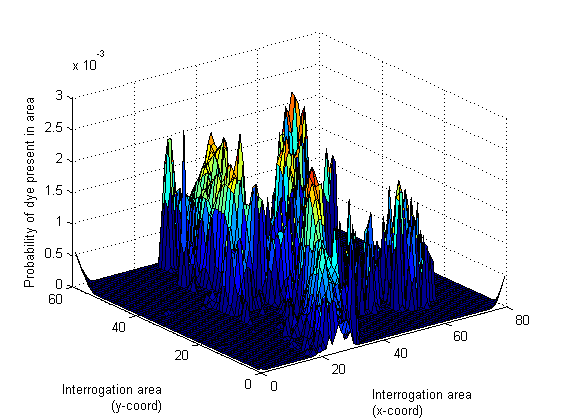 x 10^-3
3
2.5
2
1.5
1
0.5
0
Probability of dye present in area
60
40
20
0
0
20
40
60
80
Interrogation area
(y-coord)
Interrogation area
(x-coord)